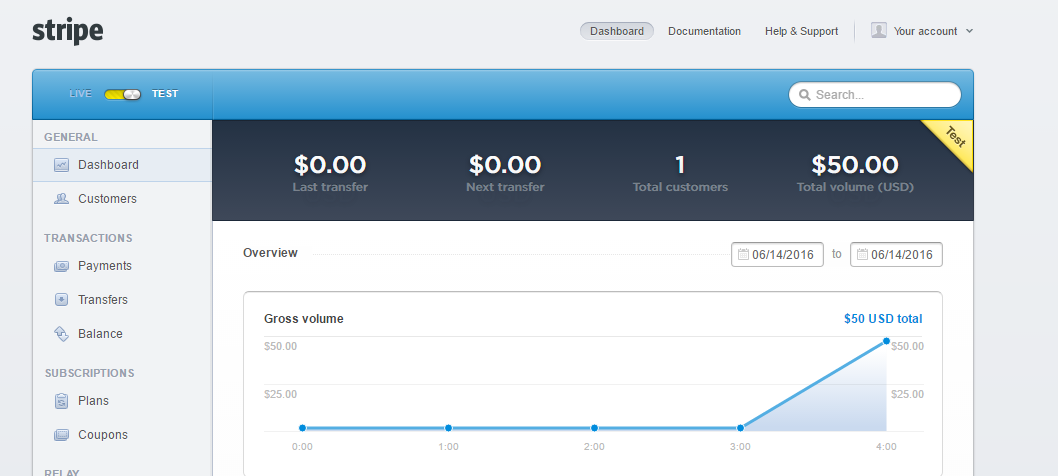 stripe
Dashboard Documentation Help & Support Your account
LIVE TEST
Search...
GENERAL
Dashboard
Customers
TRANSACTIONS
Payments
Transfers
Balance
SUBSCRIPTIONS
Plans
Coupons
RELAY
Test
$0.00 $0.00 1 $50.00
Last transfer Next transfer Total customers Total volume (USD)
Overview 06/14/2016 to 06/14/2016
Gross volume $50 USD total
$50.00 $50.00
$25.00 $25.00
0:00 1:00 2:00 3:00 4:00